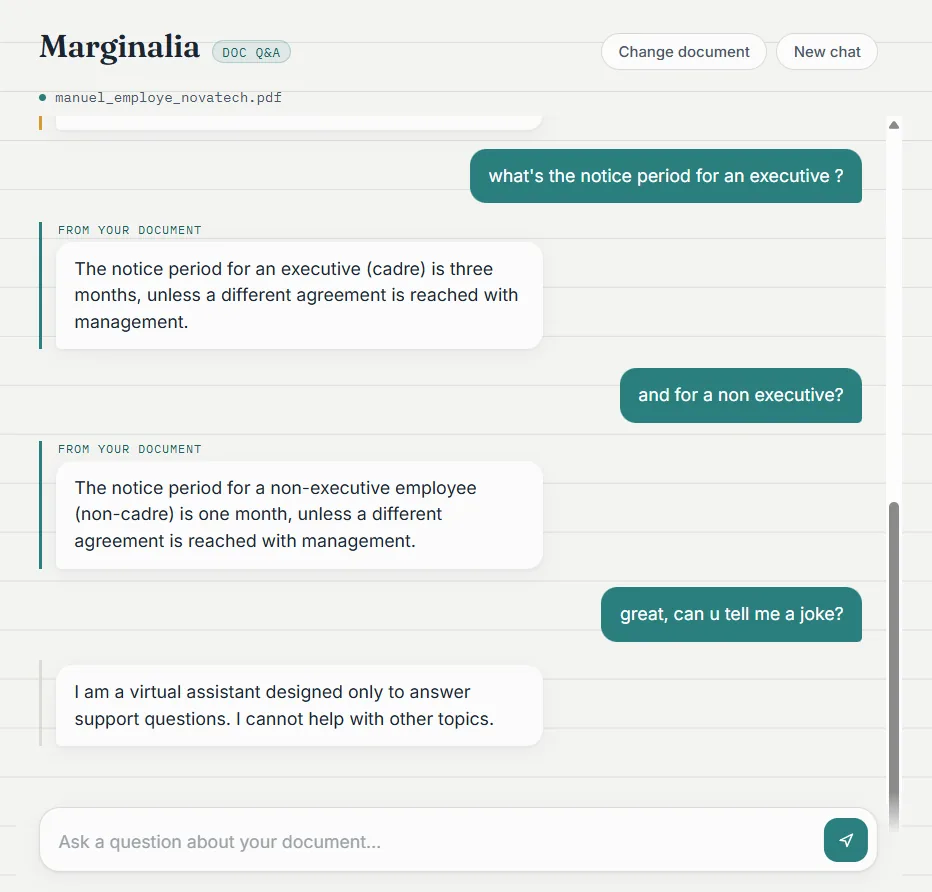 Marginalia
DOC Q&A
Change document
New chat
manuel_employe_novatech.pdf
what's the notice period for an executive ?
FROM YOUR DOCUMENT
The notice period for an executive (cadre) is three
months, unless a different agreement is reached with
management.
and for a non executive?
FROM YOUR DOCUMENT
The notice period for a non-executive employee
(non-cadre) is one month, unless a different
agreement is reached with management.
great, can u tell me a joke?
I am a virtual assistant designed only to answer
support questions. I cannot help with other topics.
Ask a question about your document...